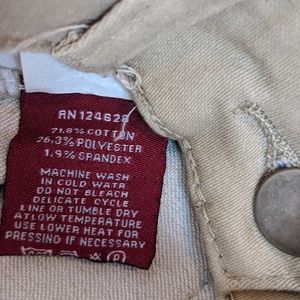 RN 124628
71.8% COTTON
26.3% POLYESTER
1.9% SPANDEX
MACHINE WASH
IN COLD WATR
DO NOT BLEACH
DELICATE CYCLE
LINE OR TUMBLE DRY
ATLOW TEMPERATURE
USE LOWER HEAT FOR
PRESSING IF NECESSARY